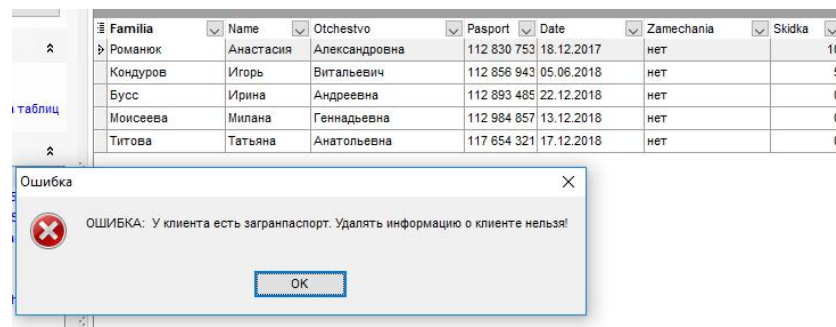 Familia Name Otchestvo Pasport Date Zamechania Skidka
Романюк Анастасия Александровна 112 830 753 18.12.2017 нет 10
Кондуров Игорь Витальевич 112 856 943 05.06.2018 нет
Бусс Ирина Андреевна 112 893 485 22.12.2018 нет
Моисеева Милана Геннадьевна 112 984 857 13.12.2018 нет
Титова Татьяна Анатольевна 117 654 321 17.12.2018 нет
таблиц
Ошибка
ОШИБКА: У клиента есть загранпаспорт. Удалять информацию о клиенте нельзя!
OK